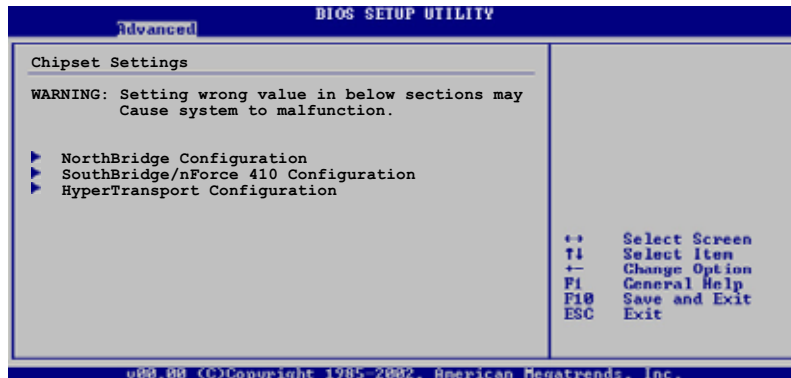 BIOS SETUP UTILITY
Advanced
Chipset Settings
WARNING: Setting wrong value in below sections may
Cause system to malfunction.
NorthBridge Configuration
SouthBridge/nForce 410 Configuration
HyperTransport Configuration
↔ Select Screen
↑↓ Select Item
+- Change Option
F1 General Help
F10 Save and Exit
ESC Exit
v00.00 (C)Copyright 1985-2002, American Megatrends, Inc.